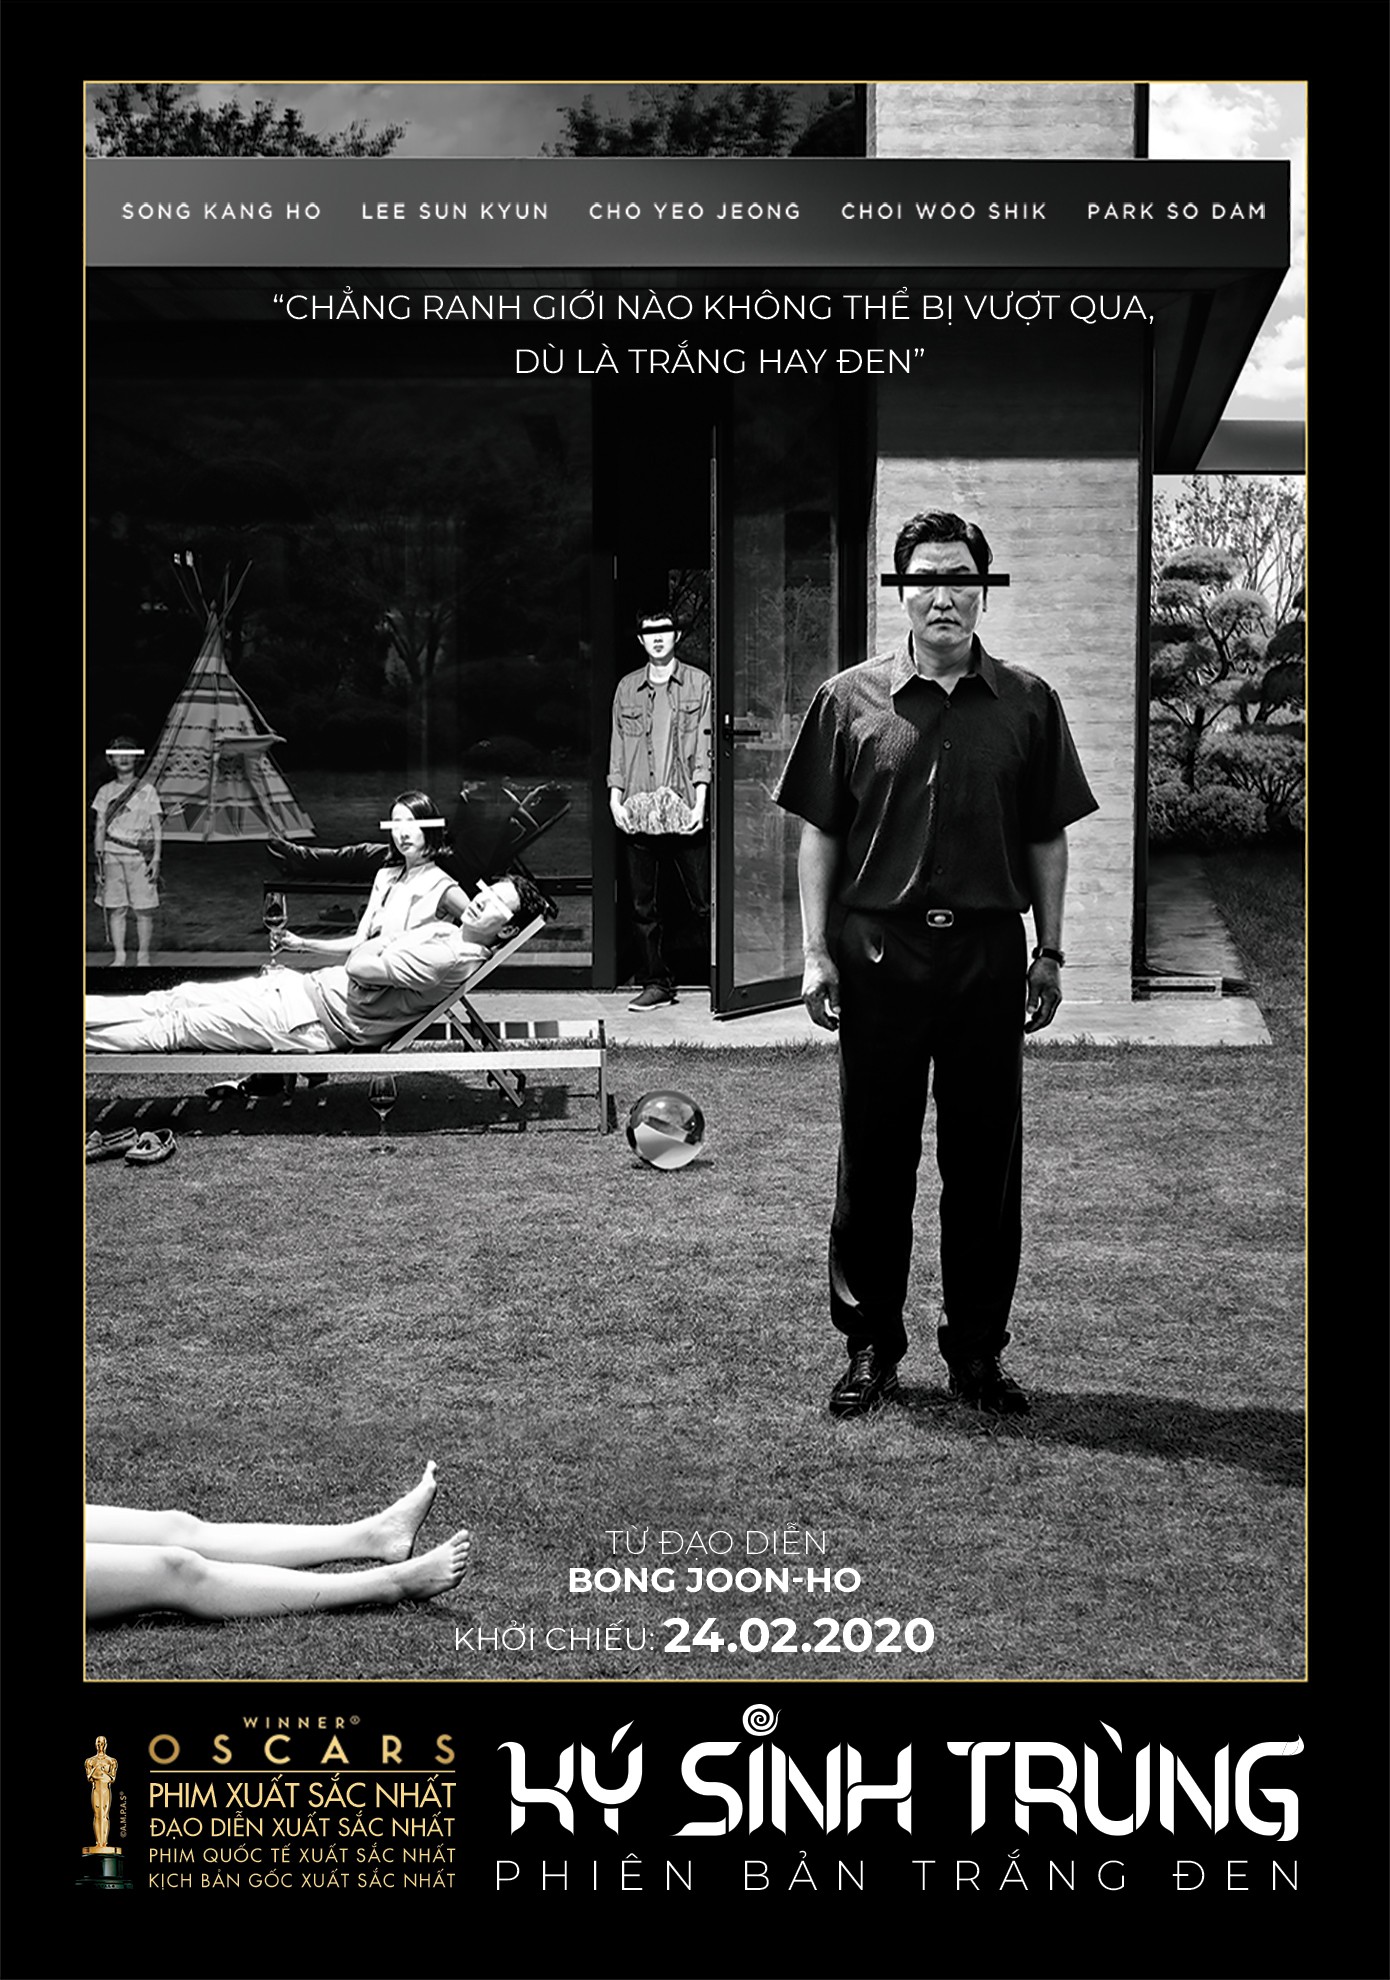 SONG KANG HO LEE SUN KYUN CHO YEO JEONG CHOI WOO SHIK PARK SO DAM
“CHẲNG RANH GIỚI NÀO KHÔNG THỂ BỊ VƯỢT QUA,
DÙ LÀ TRẮNG HAY ĐEN”
TỪ ĐẠO DIỄN
BONG JOON-HO
KHỞI CHIẾU: 24.02.2020
WINNER®
OSCARS
PHIM XUẤT SẮC NHẤT
ĐẠO DIỄN XUẤT SẮC NHẤT
PHIM QUỐC TẾ XUẤT SẮC NHẤT
KỊCH BẢN GỐC XUẤT SẮC NHẤT
©A.M.P.A.S®
KÝ SINH TRÙNG
PHIÊN BẢN TRẮNG ĐEN